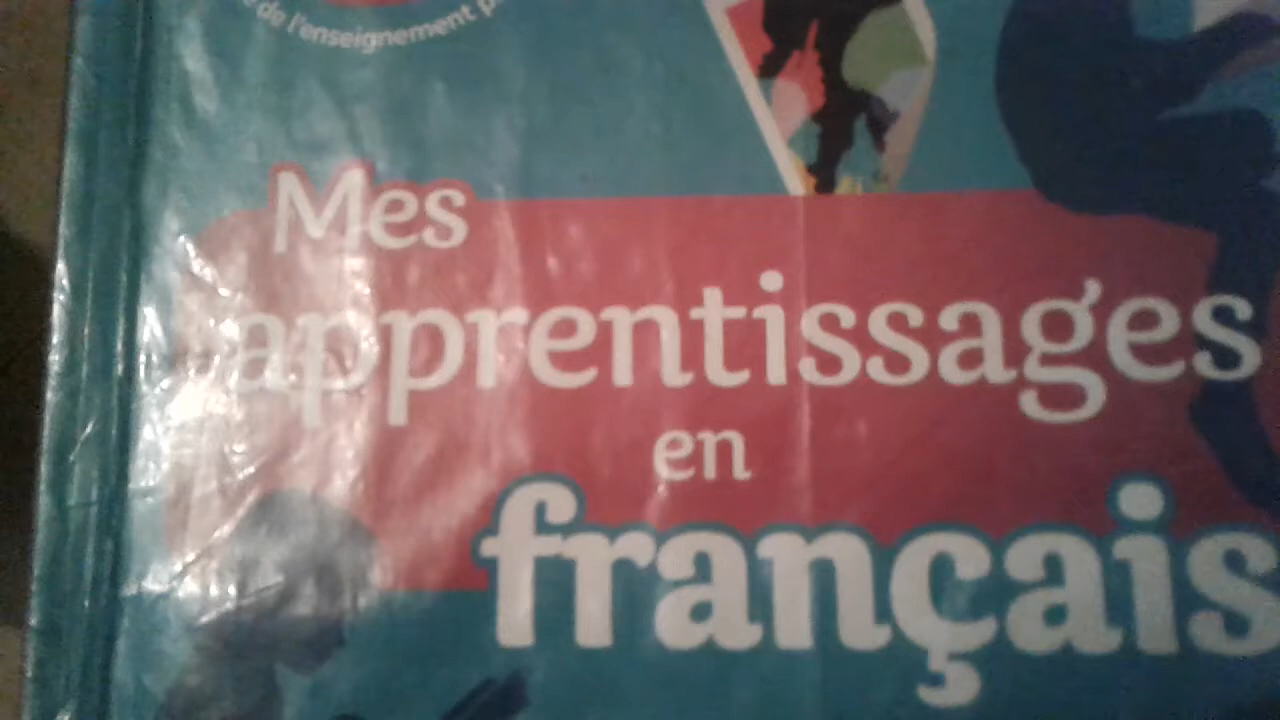 de l'enseignement
Mes
apprentissages
en
français